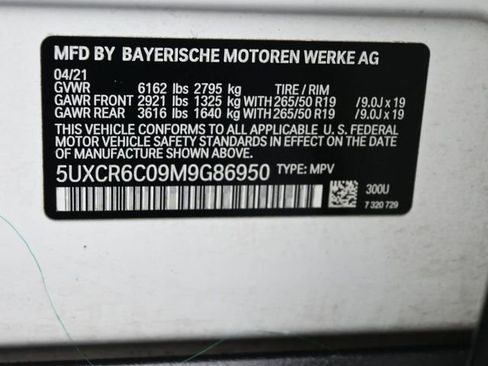 MFD BY BAYERISCHE MOTOREN WERKE AG
04/21
GVWR 6162 lbs 2795 kg TIRE / RIM
GAWR FRONT 2921 lbs 1325 kg WITH 265/50 R19 /9.0J x 19
GAWR REAR 3616 lbs 1640 kg WITH 265/50 R19 /9.0J x 19
THIS VEHICLE CONFORMS TO ALL APPLICABLE U. S. FEDERAL
MOTOR VEHICLE SAFETY STANDARDS IN EFFECT ON THE DATE OF
MANUFACTURE SHOWN ABOVE.
5UXCR6C09M9G86950 TYPE: MPV
300U
7 320 729